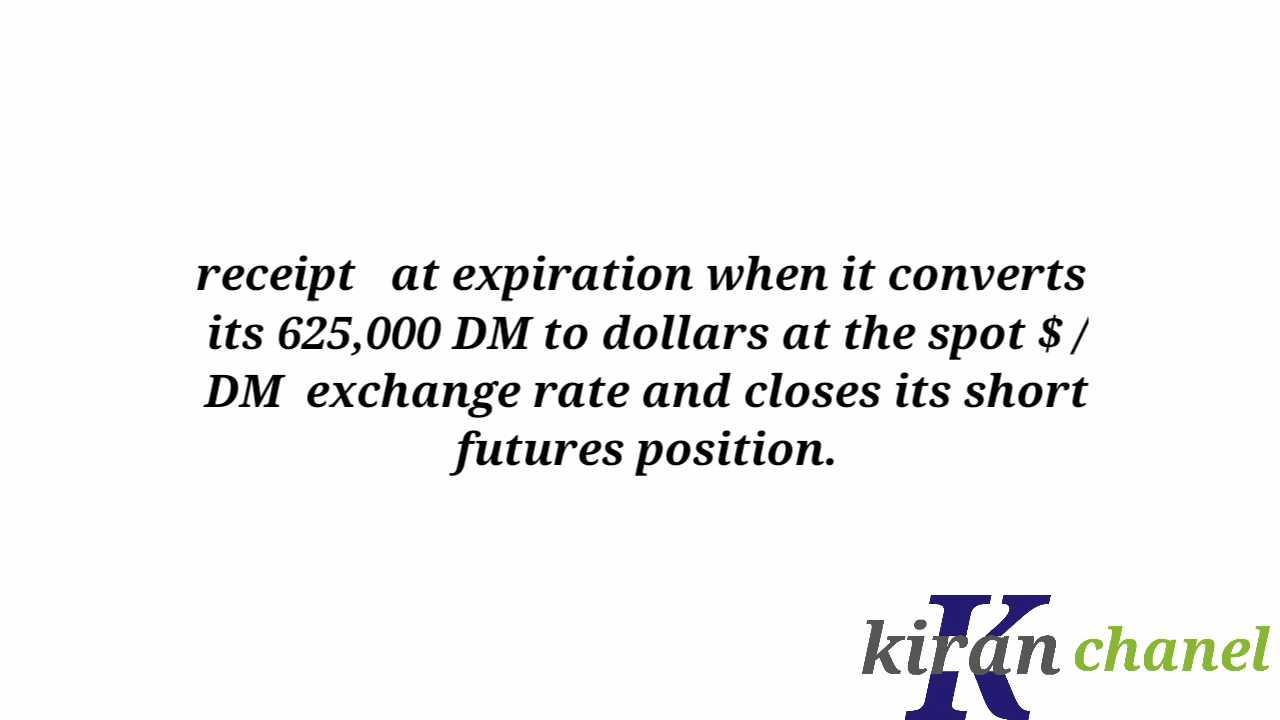 receipt at expiration when it converts
its 625,000 DM to dollars at the spot $ /
DM exchange rate and closes its short
futures position.
K
kiran chanel